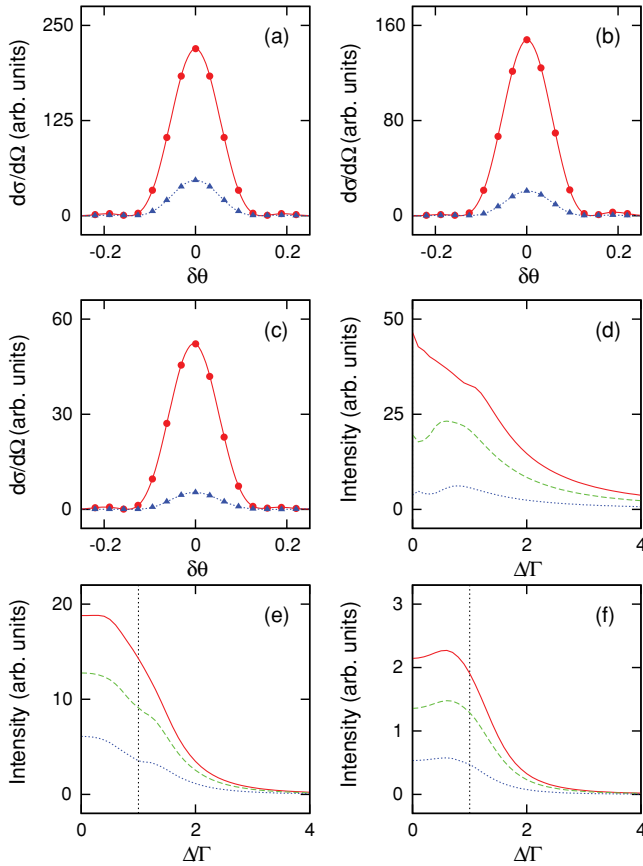 250
125
0
dσ/dΩ (arb. units)
(a)
-0.2
0
0.2
δθ
160
80
0
dσ/dΩ (arb. units)
(b)
-0.2
0
0.2
δθ
60
30
0
dσ/dΩ (arb. units)
(c)
-0.2
0
0.2
δθ
50
25
0
Intensity (arb. units)
(d)
0
2
4
Δ/Γ
20
10
0
Intensity (arb. units)
(e)
0
2
4
Δ/Γ
3
2
1
0
Intensity (arb. units)
(f)
0
2
4
Δ/Γ